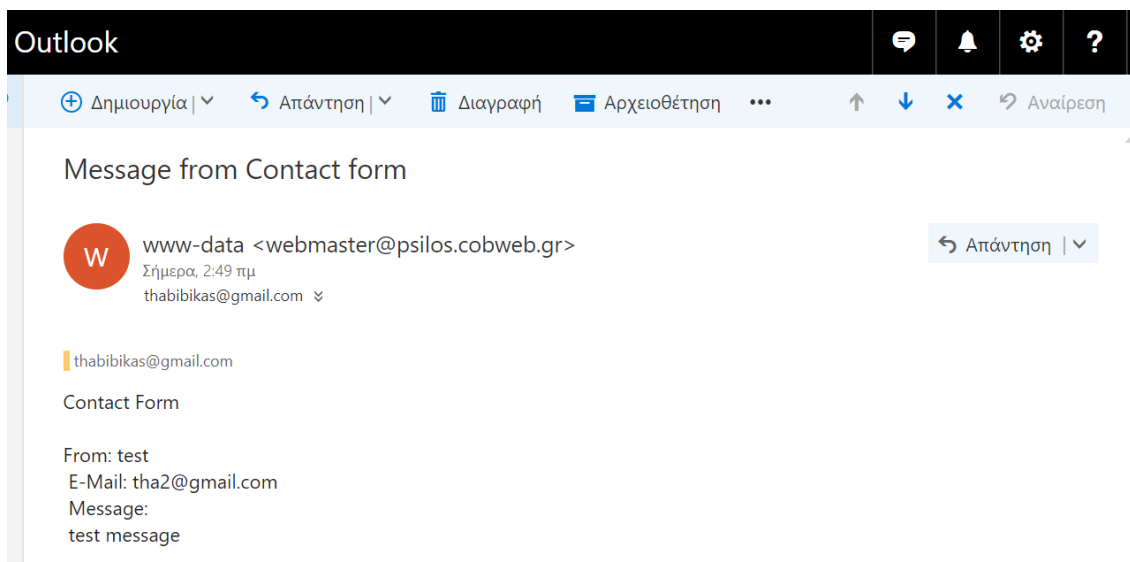 Outlook
Δημιουργία | Απάντηση | Διαγραφή Αρχειοθέτηση ••• Αναίρεση
Message from Contact form
W
www-data <webmaster@psilos.cobweb.gr>
Απάντηση |
Σήμερα, 2:49 πμ
thabibikas@gmail.com
thabibikas@gmail.com
Contact Form
From: test
E-Mail: tha2@gmail.com
Message:
test message